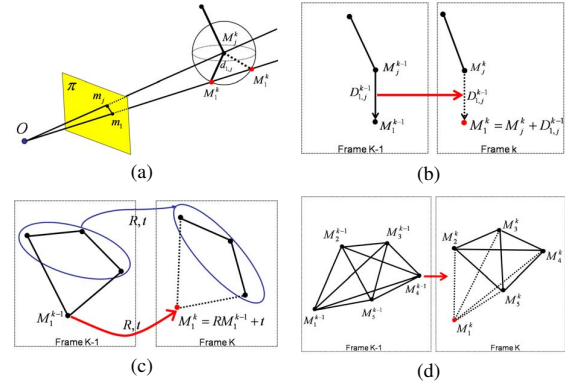 M_j^k
d_{1,j}
M_1^k
M_1^k
π
m_j
m_1
O
(a)
M_j^{k-1}
D_{1,j}^{k-1}
M_1^{k-1}
Frame K-1
M_j^k
D_{1,j}^{k-1}
M_1^k = M_j^k + D_{1,j}^{k-1}
Frame k
(b)
R,t
M_1^{k-1}
R,t
M_1^k = RM_1^{k-1} + t
Frame K-1
Frame K
(c)
M_2^{k-1}
M_3^{k-1}
M_4^{k-1}
M_1^{k-1}
M_5^{k-1}
Frame K-1
M_3^k
M_2^k
M_4^k
M_5^k
M_1^k
Frame K
(d)